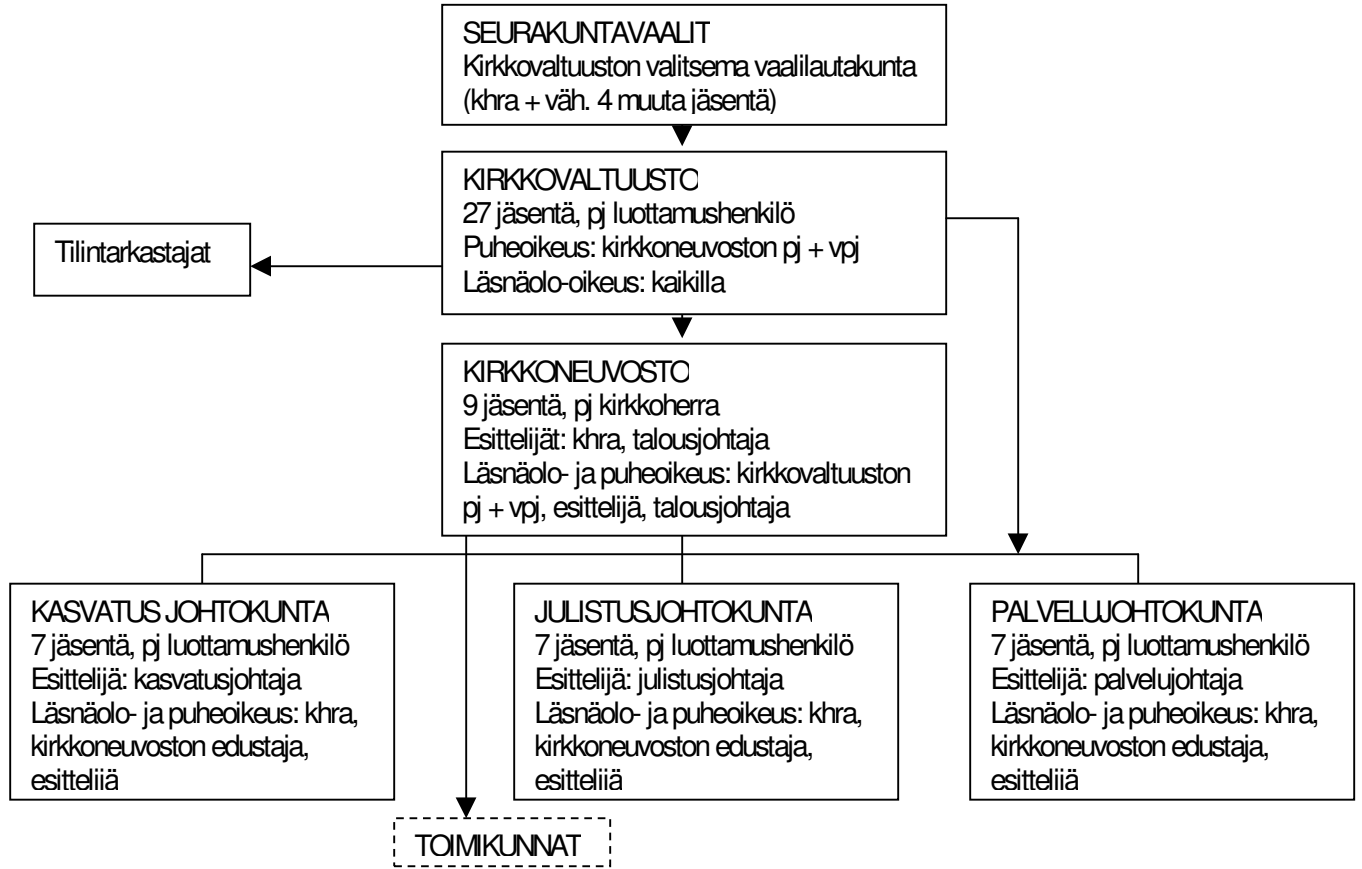 SEURAKUNTAVAALIT
Kirkkovaltuuston valitsema vaalilautakunta
(khra + väh. 4 muuta jäsentä)
KIRKKOVALTUUSTO
27 jäsentä, pj luottamushenkilö
Puheoikeus: kirkkoneuvoston pj + vpj
Läsnäolo-oikeus: kaikilla
Tilintarkastajat
KIRKKONEUVOSTO
9 jäsentä, pj kirkkoherra
Esittelijät: khra, talousjohtaja
Läsnäolo- ja puheoikeus: kirkkovaltuuston
pj + vpj, esittelijä, talousjohtaja
KASVATUS JOHTOKUNTA
7 jäsentä, pj luottamushenkilö
Esittelijä: kasvatusjohtaja
Läsnäolo- ja puheoikeus: khra,
kirkkoneuvoston edustaja,
esittelijä
JULISTUSJOHTOKUNTA
7 jäsentä, pj luottamushenkilö
Esittelijä: julistusjohtaja
Läsnäolo- ja puheoikeus: khra,
kirkkoneuvoston edustaja,
esittelijä
PALVELUJOHTOKUNTA
7 jäsentä, pj luottamushenkilö
Esittelijä: palvelujohtaja
Läsnäolo- ja puheoikeus: khra,
kirkkoneuvoston edustaja,
esittelijä
TOIMIKUNNAT